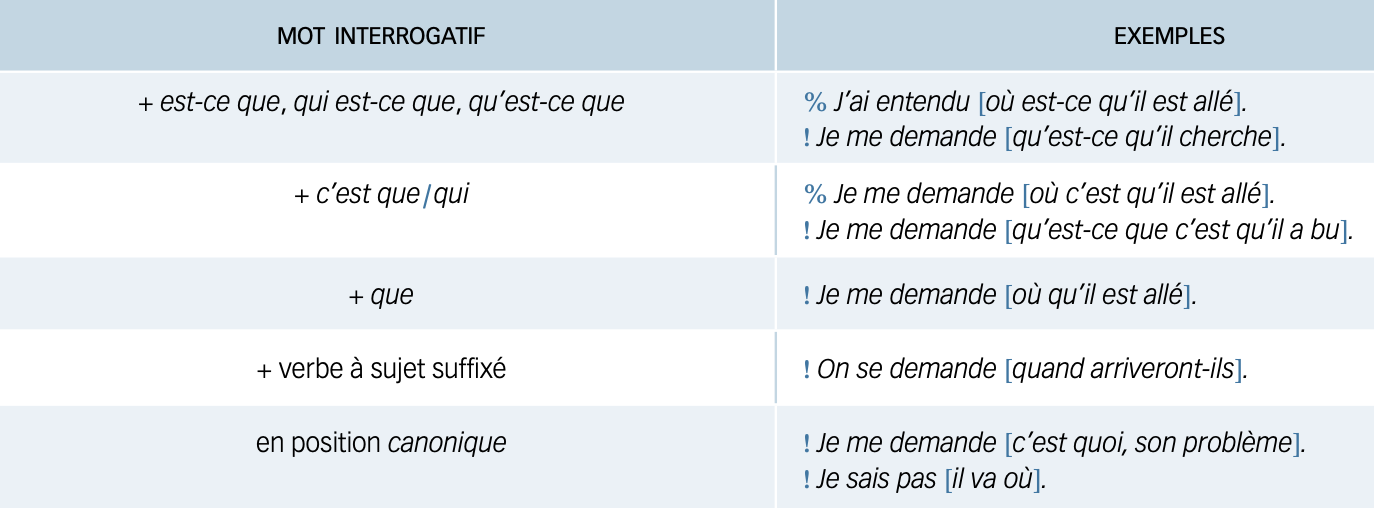 MOT INTERROGATIF
EXEMPLES
+ est-ce que, qui est-ce que, qu’est-ce que
% J’ai entendu [où est-ce qu’il est allé].
! Je me demande [qu’est-ce qu’il cherche].
+ c’est que/qui
% Je me demande [où c’est qu’il est allé].
! Je me demande [qu’est-ce que c’est qu’il a bu].
+ que
! Je me demande [où qu’il est allé].
+ verbe à sujet suffixé
! On se demande [quand arriveront-ils].
en position canonique
! Je me demande [c’est quoi, son problème].
! Je sais pas [il va où].